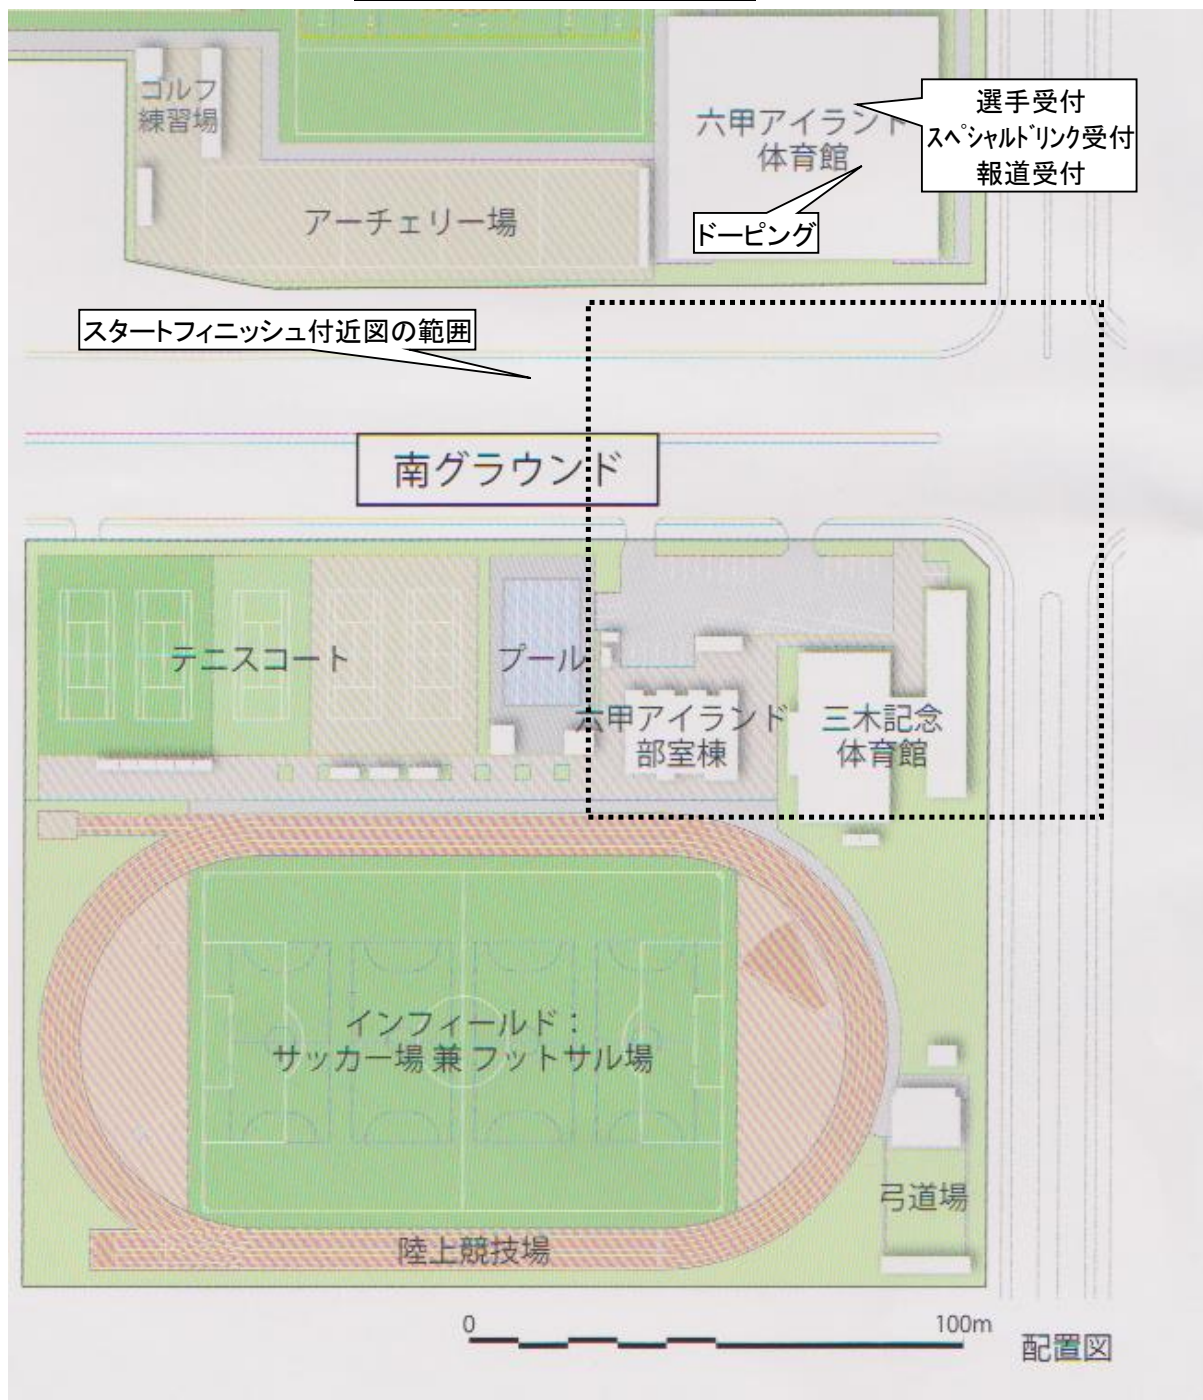 ゴルフ
練習場
六甲アイランド
体育館
選手受付
スペシャルドリンク受付
報道受付
アーチェリー場
ドーピング
スタートフィニッシュ付近図の範囲
南グラウンド
テニスコート
プール
六甲アイランド
部室棟
三木記念
体育館
インフィールド：
サッカー場 兼 フットサル場
弓道場
陸上競技場
0
100m
配置図